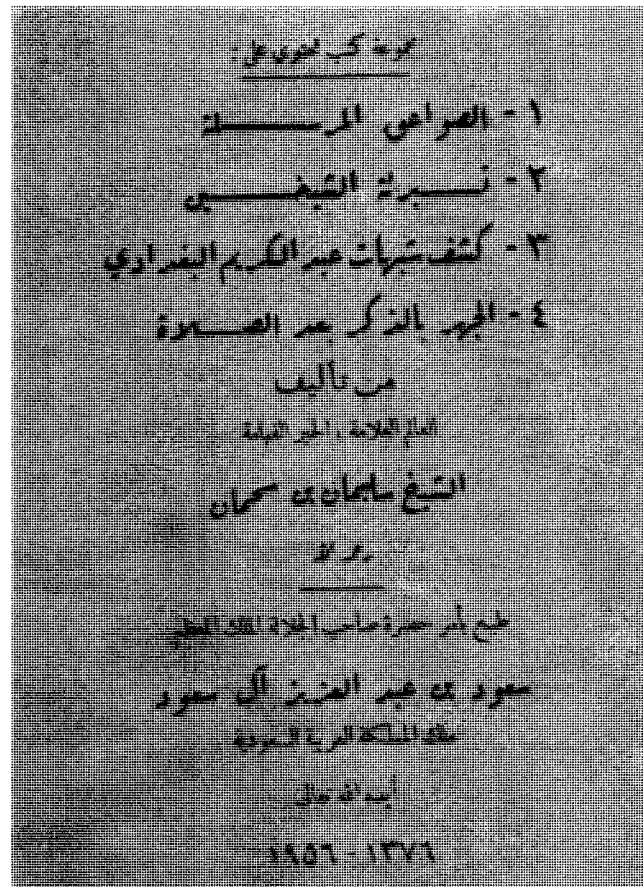 مجموعة كتب تحتوي على :
١ - الصواعق المرسلة
٢ - تبرئة الشيخين
٣ - كشف شبهات عبد الكريم البغدادي
٤ - الجهر بالذكر بعد الصلاة
من تأليف
العالم العلامة ، الحبر الفهامة
الشيخ سليمان بن سحمان
رحمه الله
طبع بأمر حضرة صاحب الجلالة الملك المعظم
سعود بن عبد العزيز آل سعود
ملك المملكة العربية السعودية
أيده الله تعالى
١٣٧٦ - ١٩٥٦